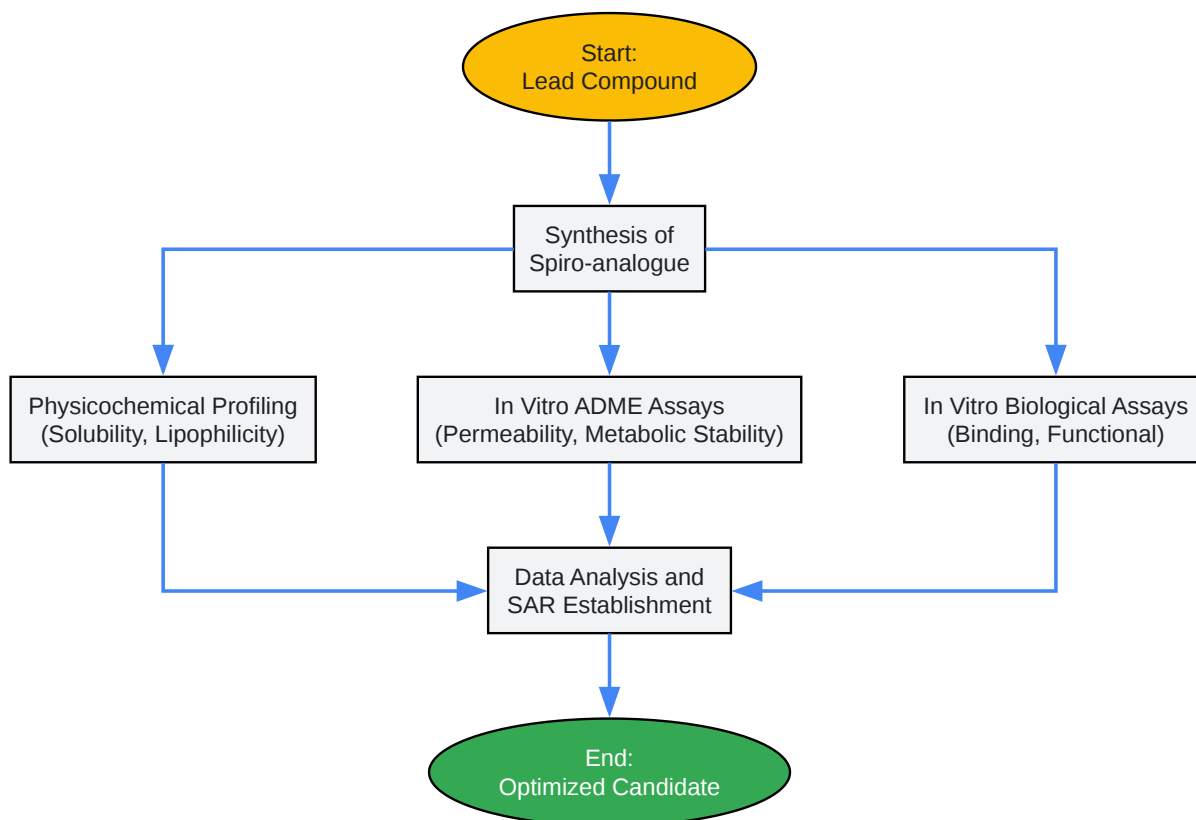 Start:
Lead Compound
Synthesis of
Spiro-analogue
Physicochemical Profiling
(Solubility, Lipophilicity)
In Vitro ADME Assays
(Permeability, Metabolic Stability)
In Vitro Biological Assays
(Binding, Functional)
Data Analysis and
SAR Establishment
End:
Optimized Candidate